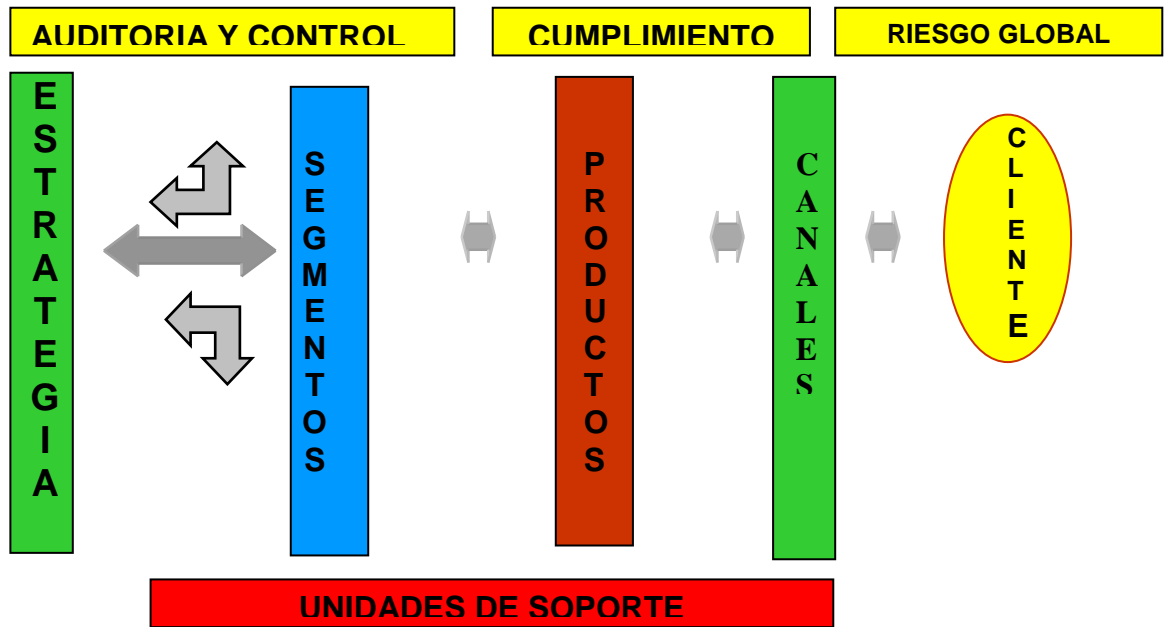 AUDITORIA Y CONTROL
CUMPLIMIENTO
RIESGO GLOBAL
ESTRATEGIA
SEGMENTOS
PRODUCTOS
CANALES
CLIENTE
UNIDADES DE SOPORTE